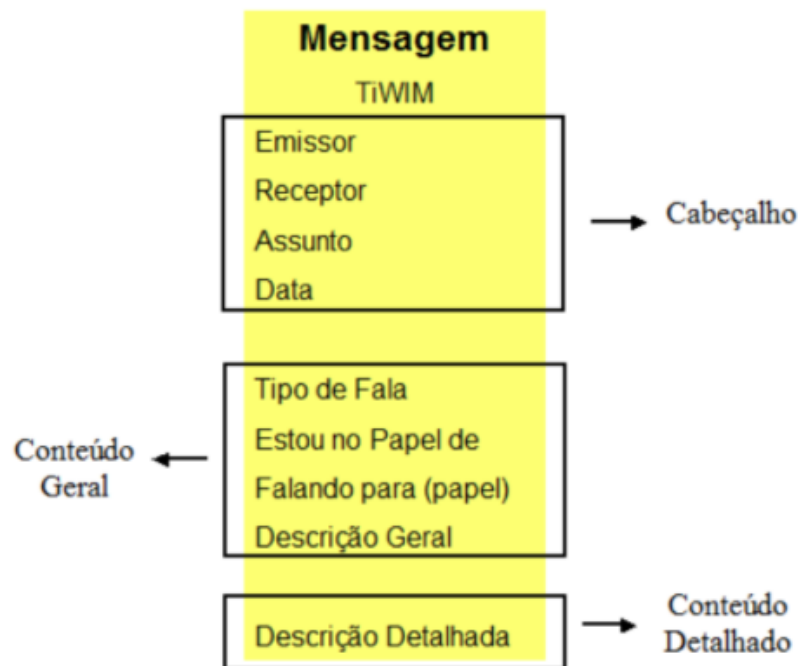 Mensagem
TiWIM
Emissor
Receptor
Assunto
Data
Cabeçalho
Tipo de Fala
Estou no Papel de
Falando para (papel)
Descrição Geral
Conteúdo
Geral
Descrição Detalhada
Conteúdo
Detalhado